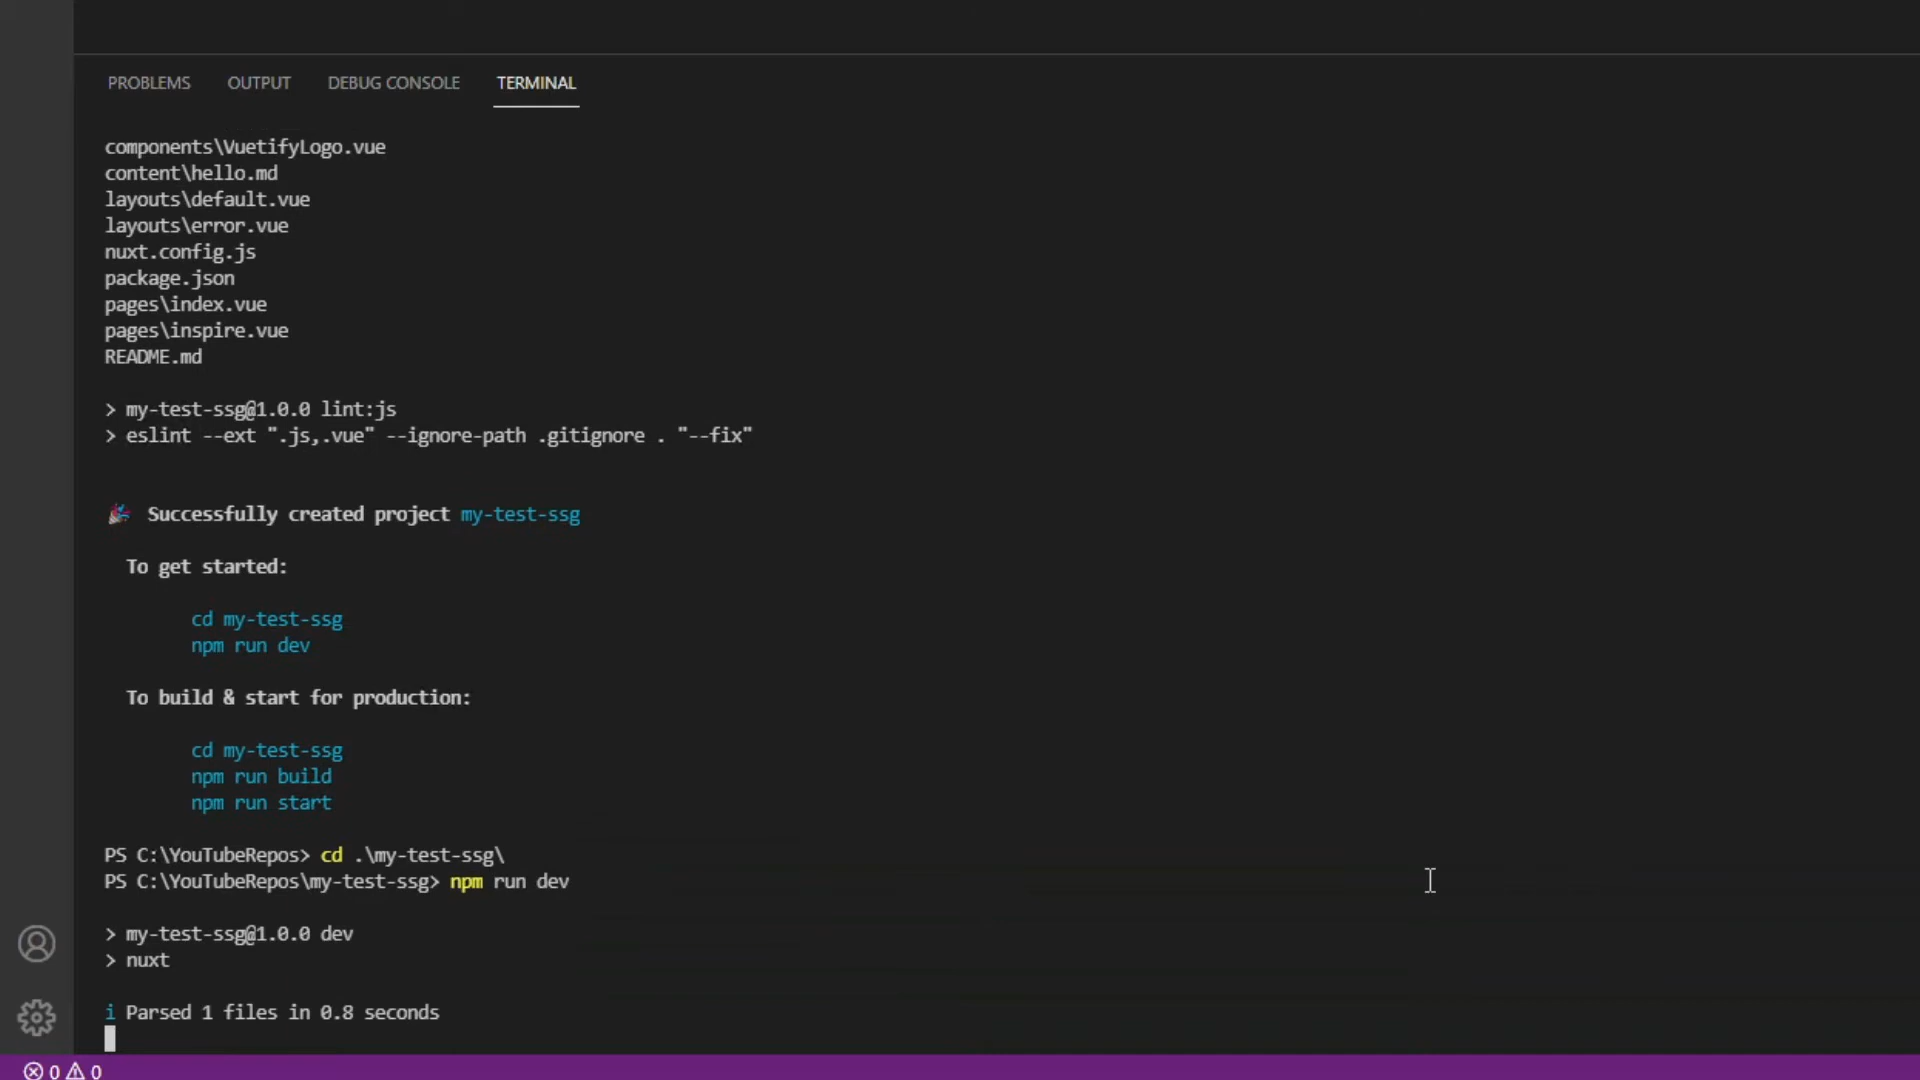 PROBLEMS OUTPUT DEBUG CONSOLE TERMINAL
components\VuetifyLogo.vue
content\hello.md
layouts\default.vue
layouts\error.vue
nuxt.config.js
package.json
pages\index.vue
pages\inspire.vue
README.md
> my-test-ssg@1.0.0 lint:js
> eslint --ext ".js,.vue" --ignore-path .gitignore . "--fix"
🎉 Successfully created project my-test-ssg
To get started:
cd my-test-ssg
npm run dev
To build & start for production:
cd my-test-ssg
npm run build
npm run start
PS C:\YouTubeRepos> cd .\my-test-ssg\
PS C:\YouTubeRepos\my-test-ssg> npm run dev
> my-test-ssg@1.0.0 dev
> nuxt
i Parsed 1 files in 0.8 seconds
0 0